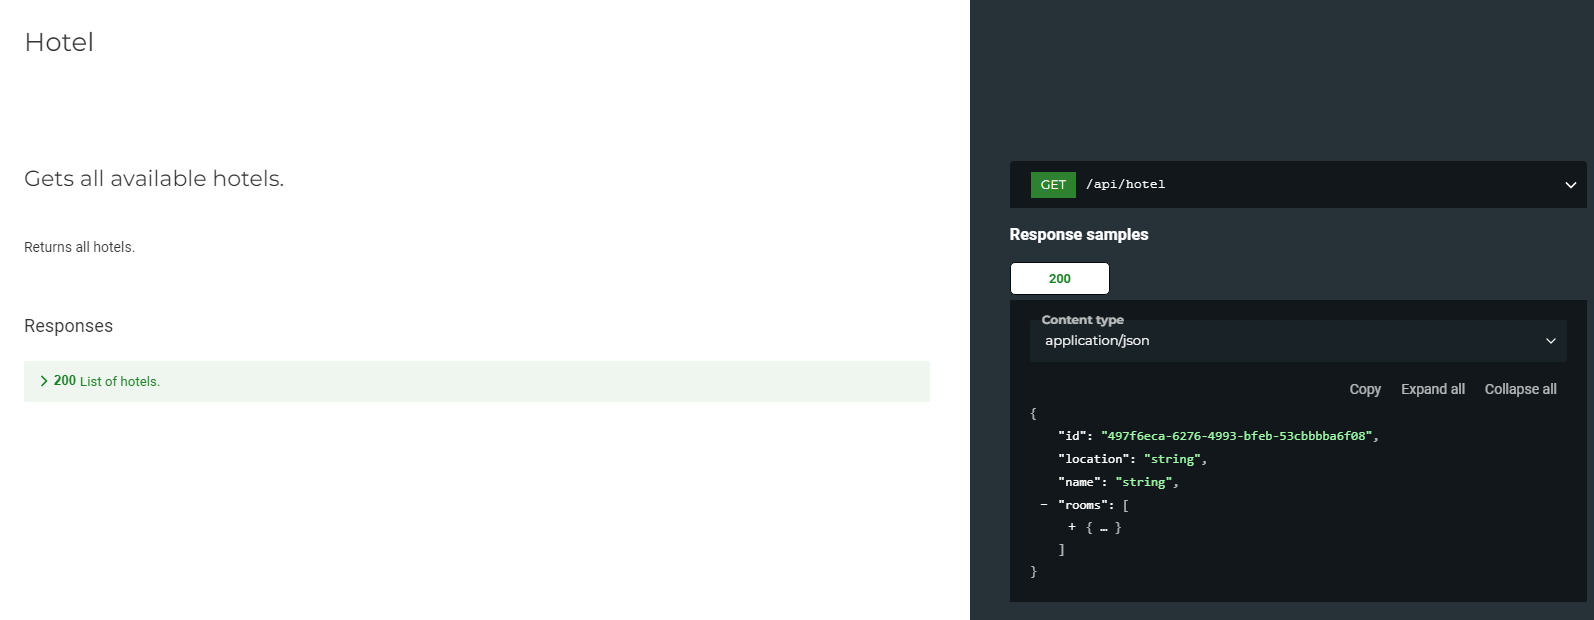 Hotel
Gets all available hotels.
Returns all hotels.
Responses
200 List of hotels.
GET /api/hotel
Response samples
200
Content type
application/json
Copy Expand all Collapse all
{
"id": "497f6eca-6276-4993-bfeb-53cbbbba6f08",
"location": "string",
"name": "string",
− "rooms": [
+ { … }
]
}